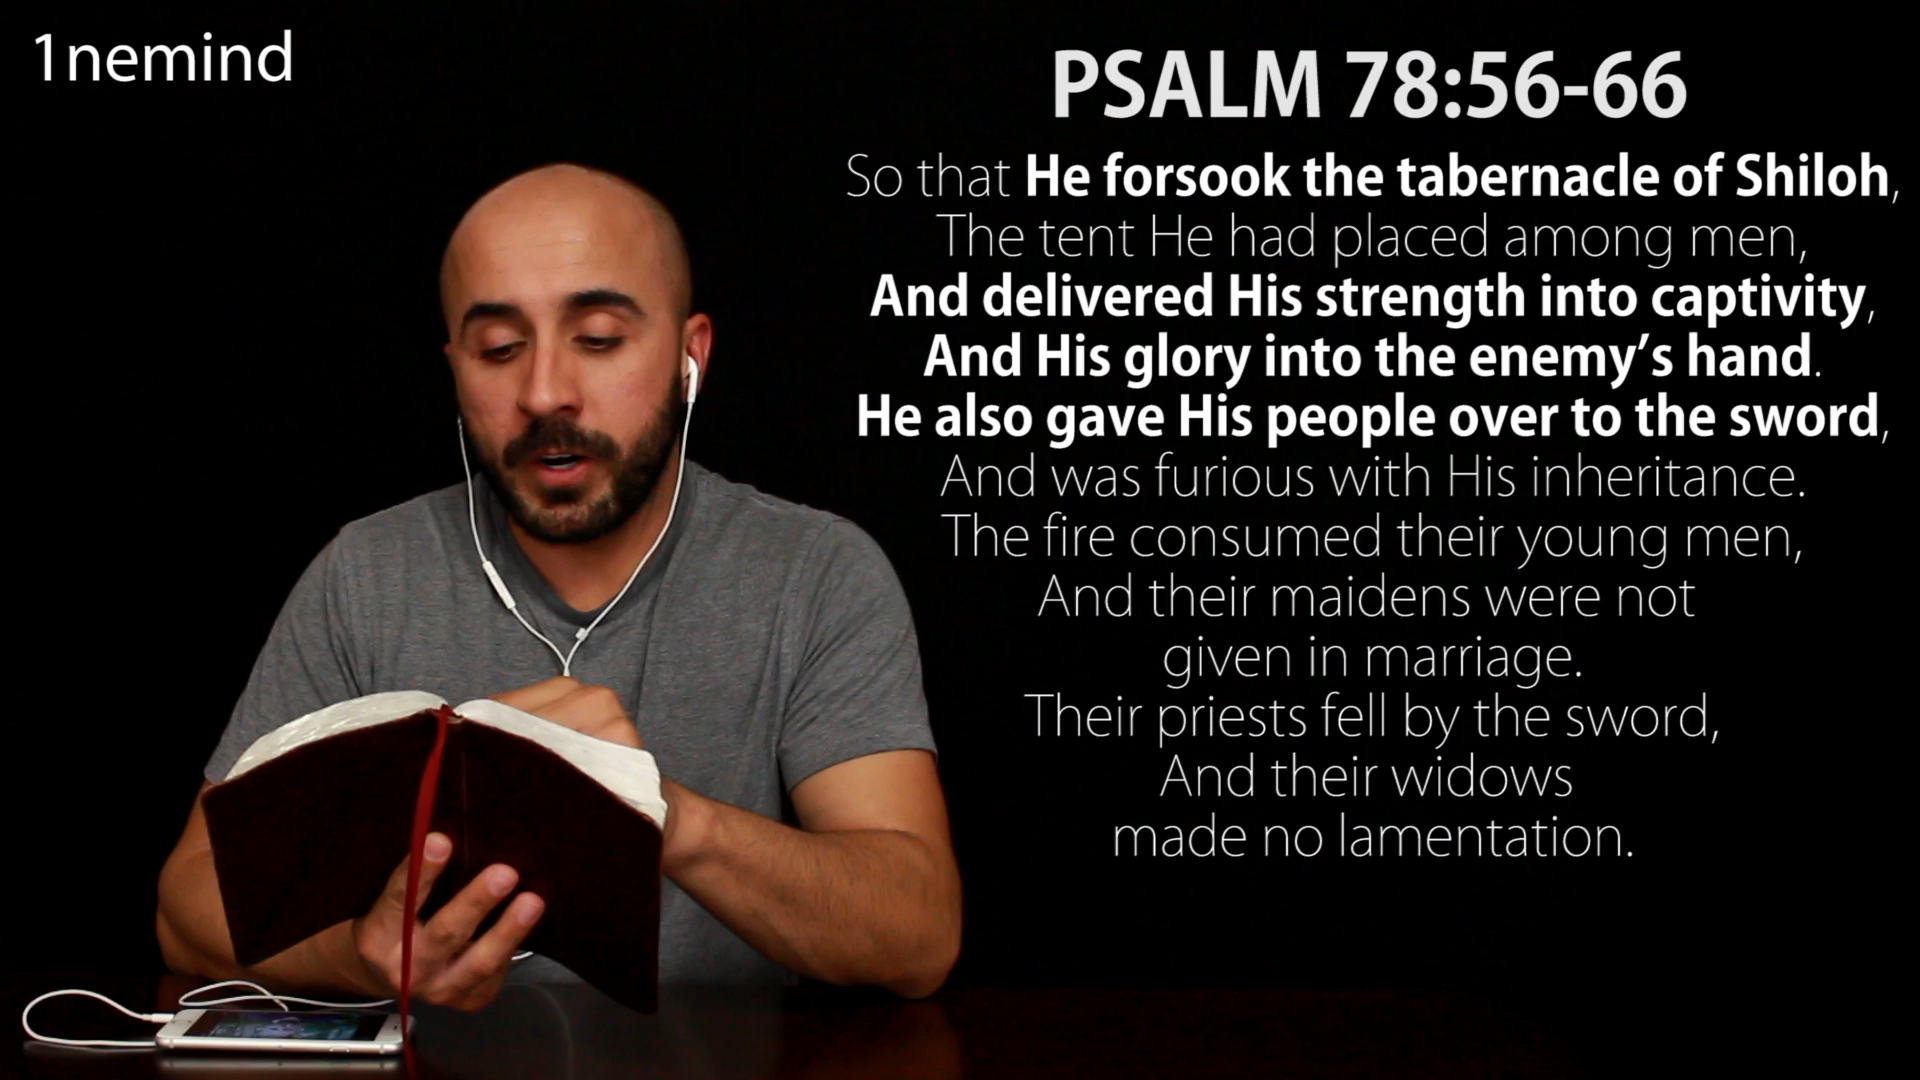 1nemind
PSALM 78:56-66
So that He forsook the tabernacle of Shiloh,
The tent He had placed among men,
And delivered His strength into captivity,
And His glory into the enemy’s hand.
He also gave His people over to the sword,
And was furious with His inheritance.
The fire consumed their young men,
And their maidens were not
given in marriage.
Their priests fell by the sword,
And their widows
made no lamentation.